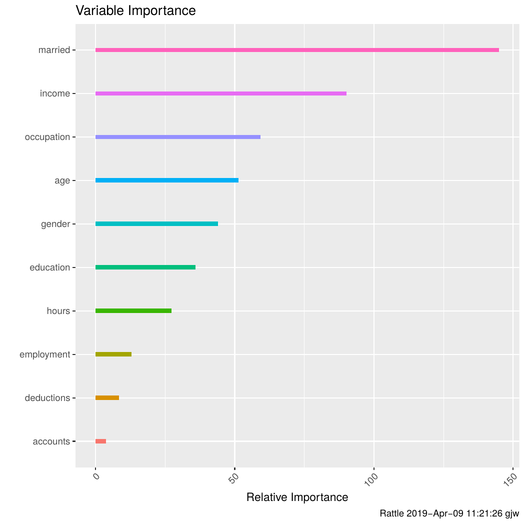 Variable Importance
married
income
occupation
age
gender
education
hours
employment
deductions
accounts
0
50
100
150
Relative Importance
Rattle 2019−Apr−09 11:21:26 gjw